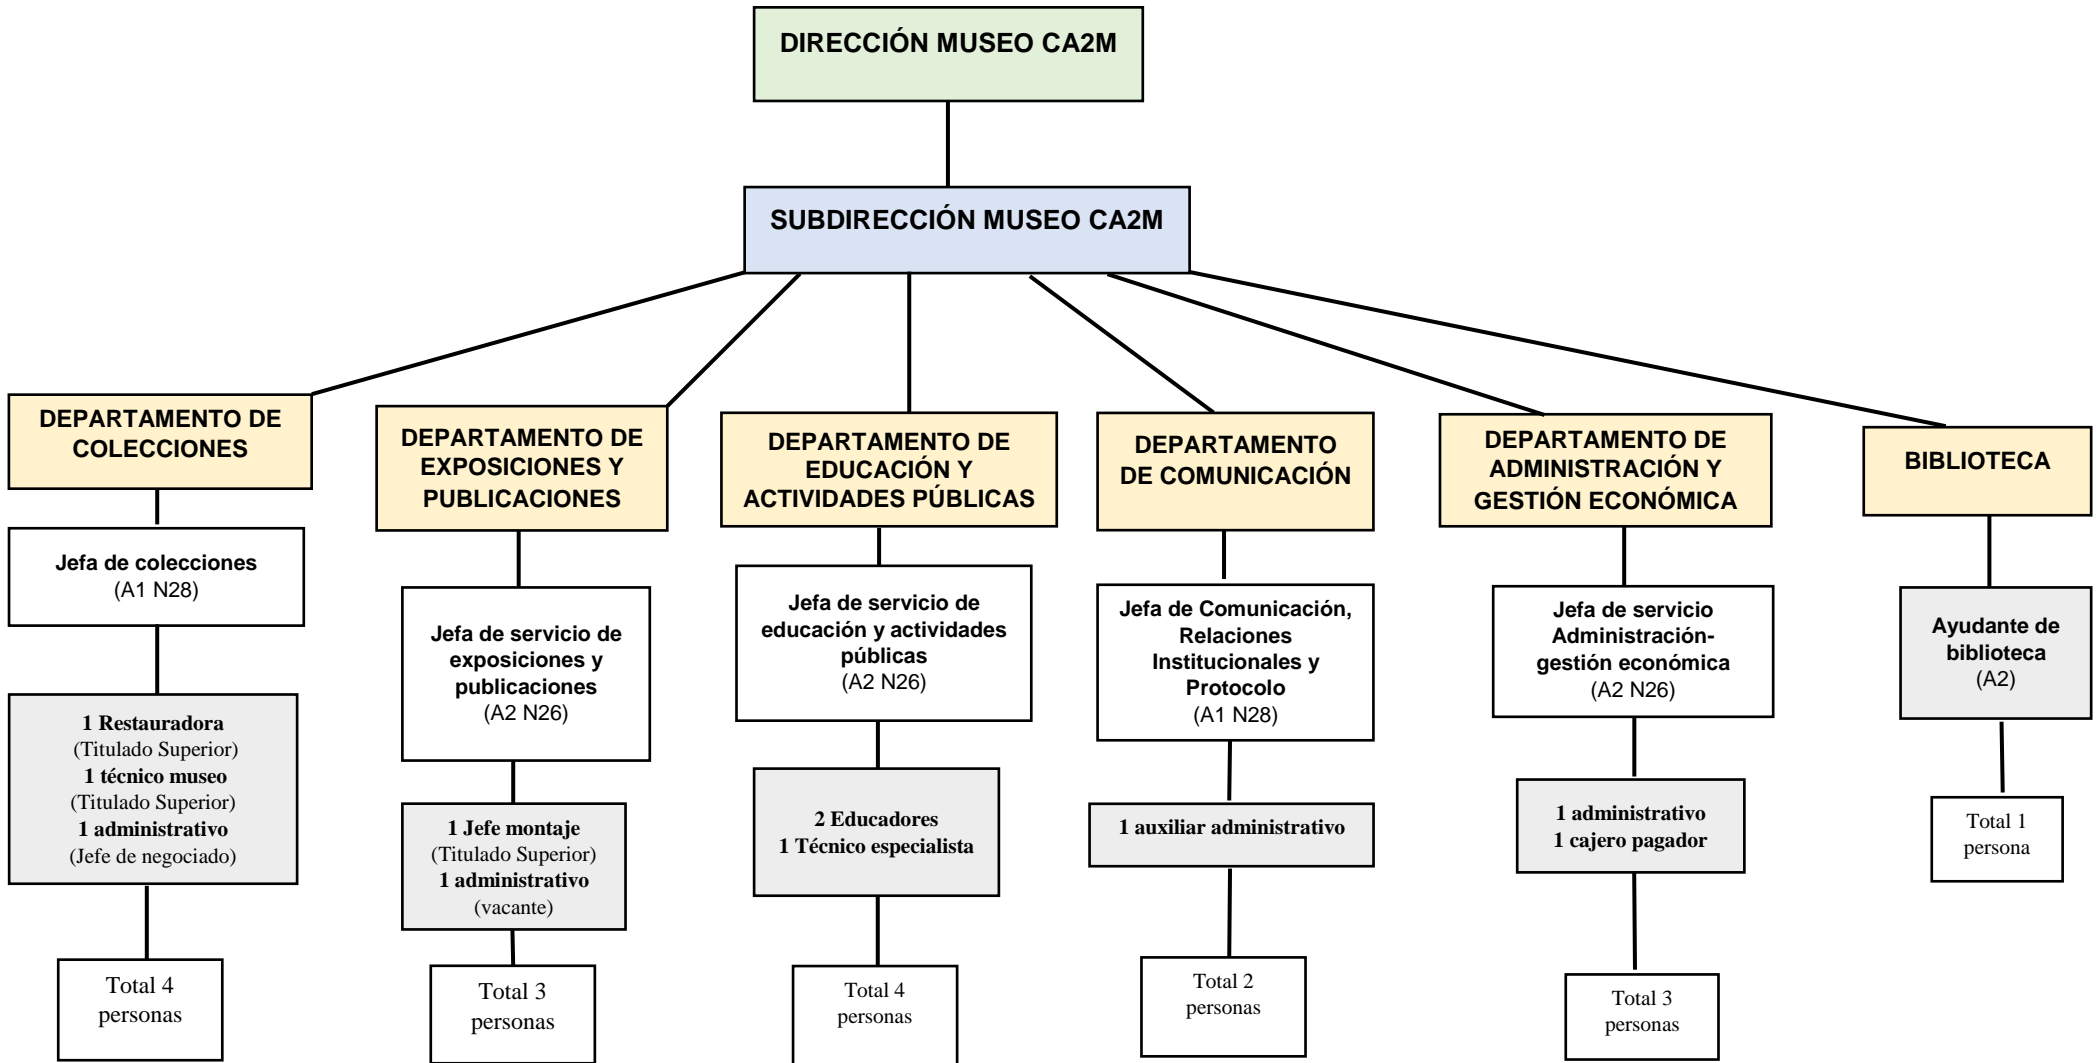 DIRECCIÓN MUSEO CA2M
SUBDIRECCIÓN MUSEO CA2M
DEPARTAMENTO DE
COLECCIONES
Jefa de colecciones
(A1 N28)
1 Restauradora
(Titulado Superior)
1 técnico museo
(Titulado Superior)
1 administrativo
(Jefe de negociado)
Total 4
personas
DEPARTAMENTO DE
EXPOSICIONES Y
PUBLICACIONES
Jefa de servicio de
exposiciones y
publicaciones
(A2 N26)
1 Jefe montaje
(Titulado Superior)
1 administrativo
(vacante)
Total 3
personas
DEPARTAMENTO DE
EDUCACIÓN Y
ACTIVIDADES PÚBLICAS
Jefa de servicio de
educación y actividades
públicas
(A2 N26)
2 Educadores
1 Técnico especialista
Total 4
personas
DEPARTAMENTO
DE COMUNICACIÓN
Jefa de Comunicación,
Relaciones
Institucionales y
Protocolo
(A1 N28)
1 auxiliar administrativo
Total 2
personas
DEPARTAMENTO DE
ADMINISTRACIÓN Y
GESTIÓN ECONÓMICA
Jefa de servicio
Administración-
gestión económica
(A2 N26)
1 administrativo
1 cajero pagador
Total 3
personas
BIBLIOTECA
Ayudante de
biblioteca
(A2)
Total 1
persona